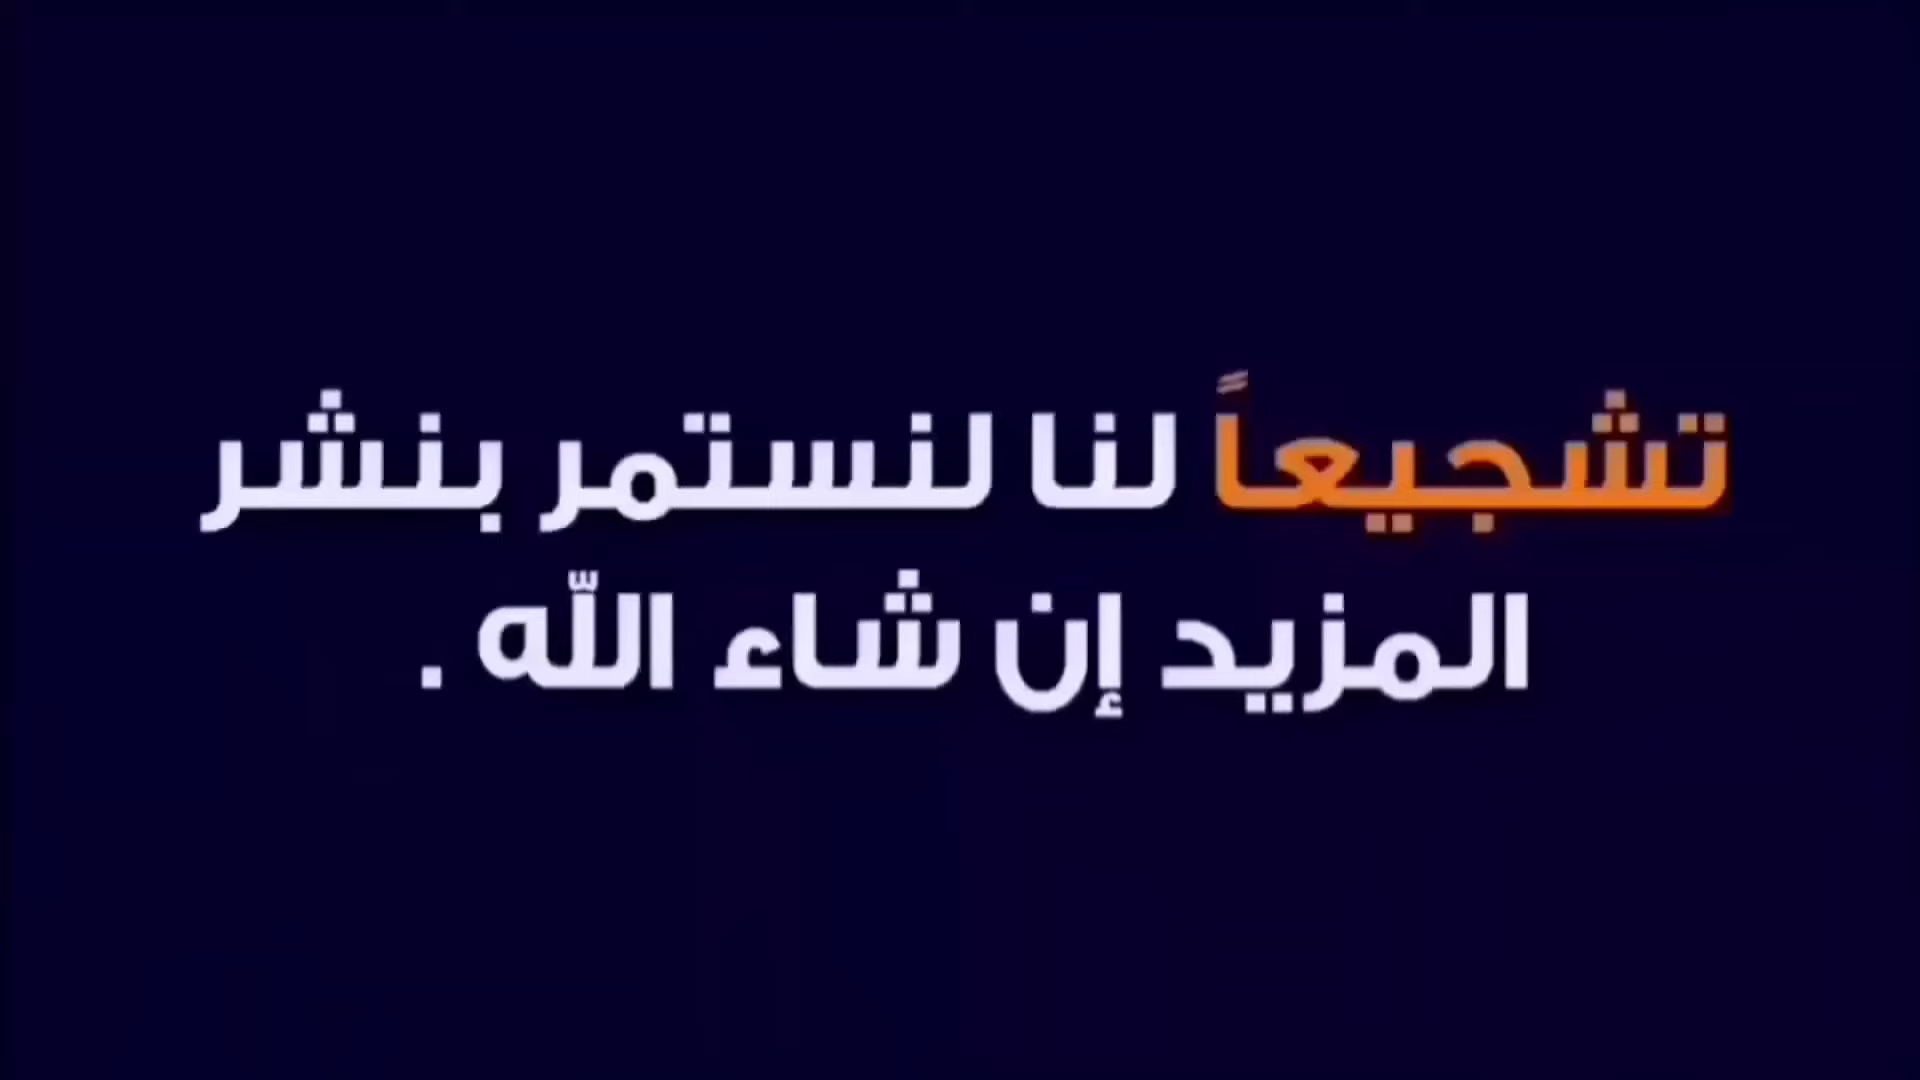 تشجيعاً لنا لنستمر بنشر
المزيد إن شاء اللّه .